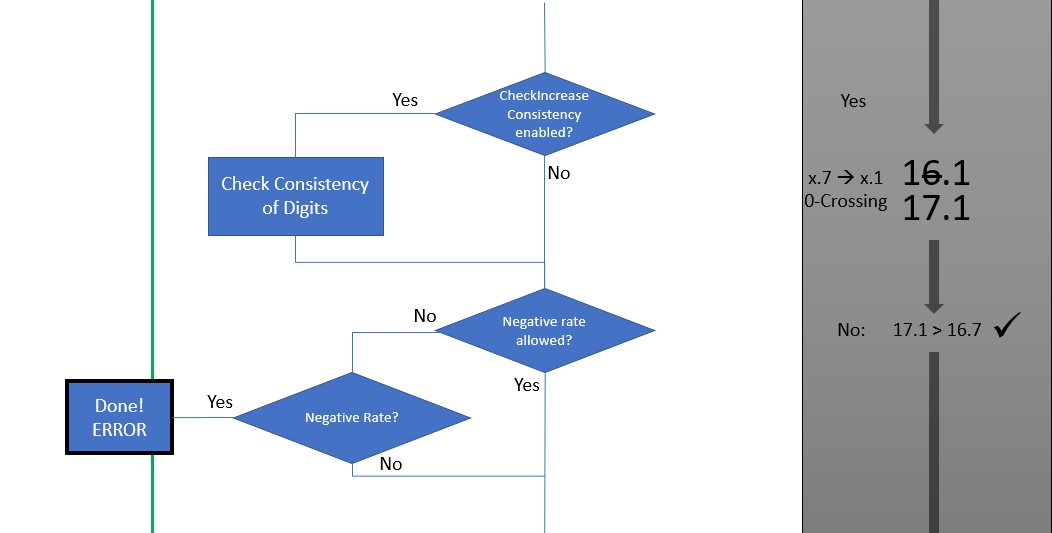 CheckIncrease
Consistency
enabled?
Yes
No
Check Consistency
of Digits
Negative rate
allowed?
No
Yes
Negative Rate?
Yes
No
Done!
ERROR
Yes
x.7 → x.1
0-Crossing
16.1
17.1
No: 17.1 > 16.7 ✓